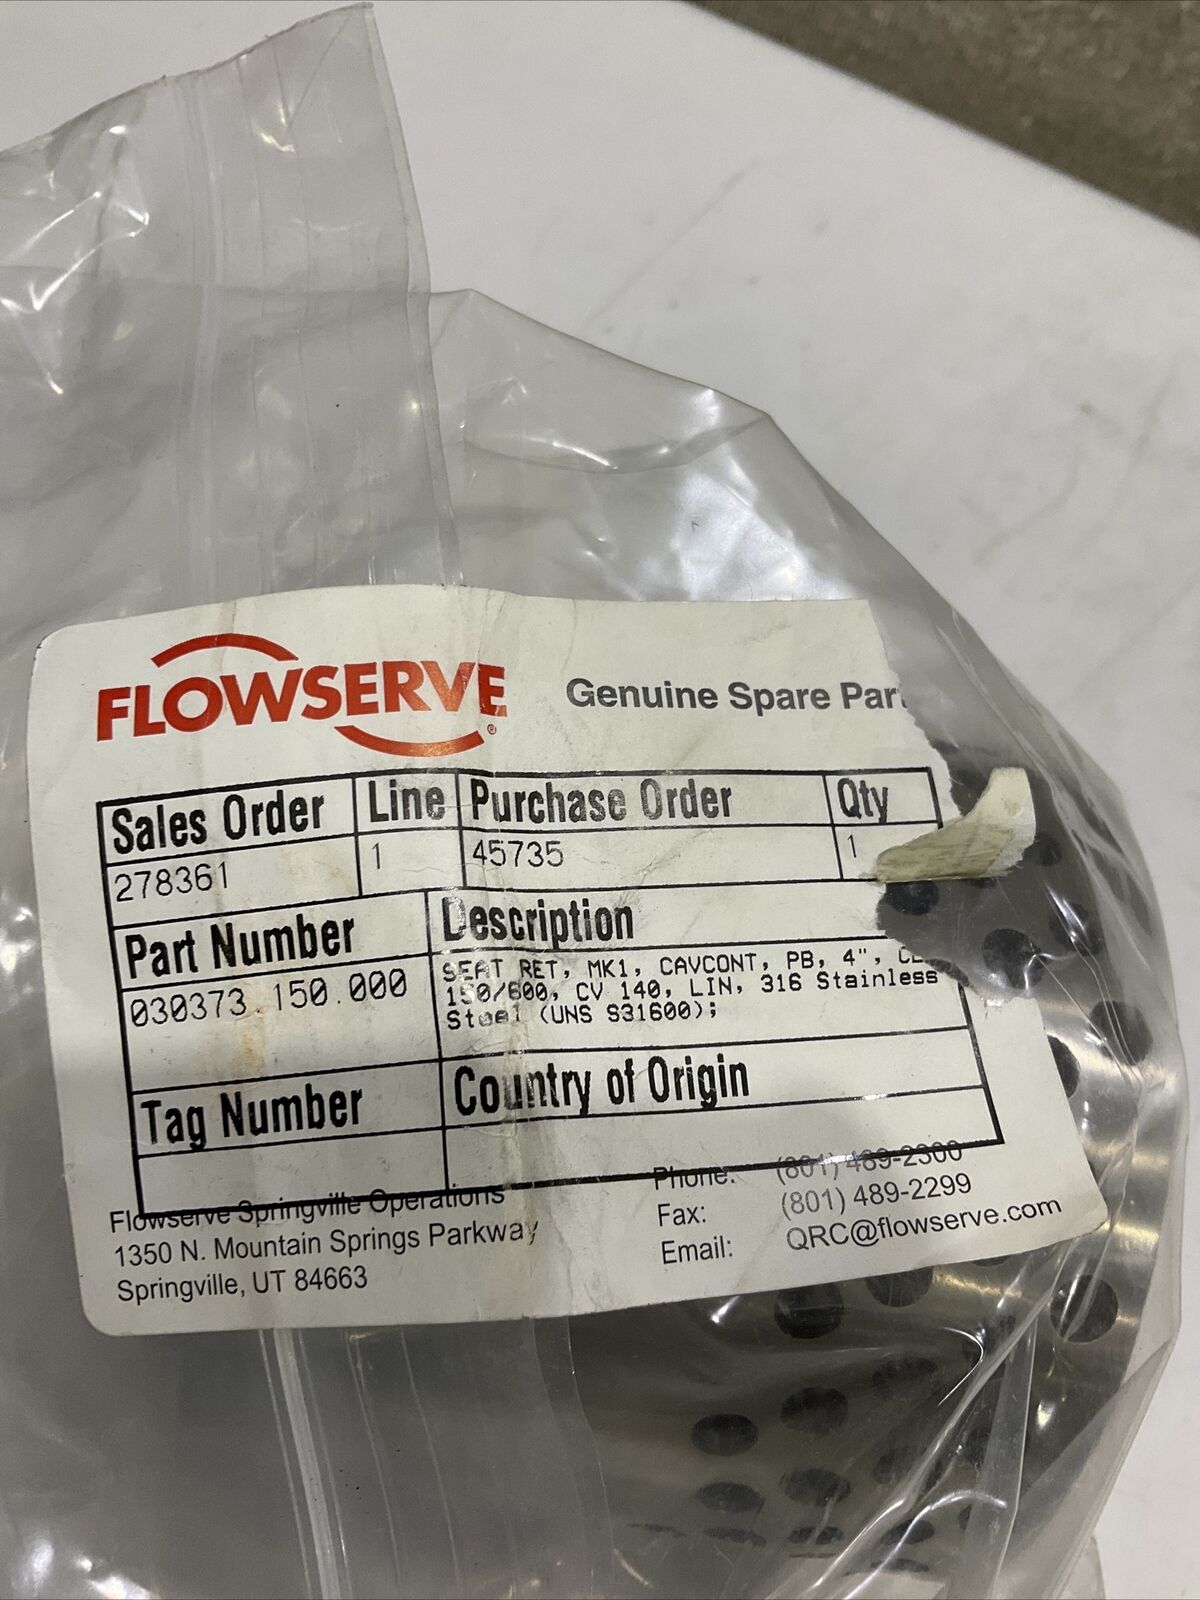 FLOWSERVE®
Genuine Spare Par
Sales Order Line Purchase Order Qty
278361 1 45735 1
Part Number Description
030373.150.000 SEAT RET, MK1, CAVCONT, PB, 4",
150/600, CV 140, LIN, 316 Stainless
Steel (UNS S31600);
Tag Number Country of Origin
Flowserve Springville Operations
1350 N. Mountain Springs Parkway
Springville, UT 84663
Phone: (801) 489-2300
Fax: (801) 489-2299
Email: QRC@flowserve.com